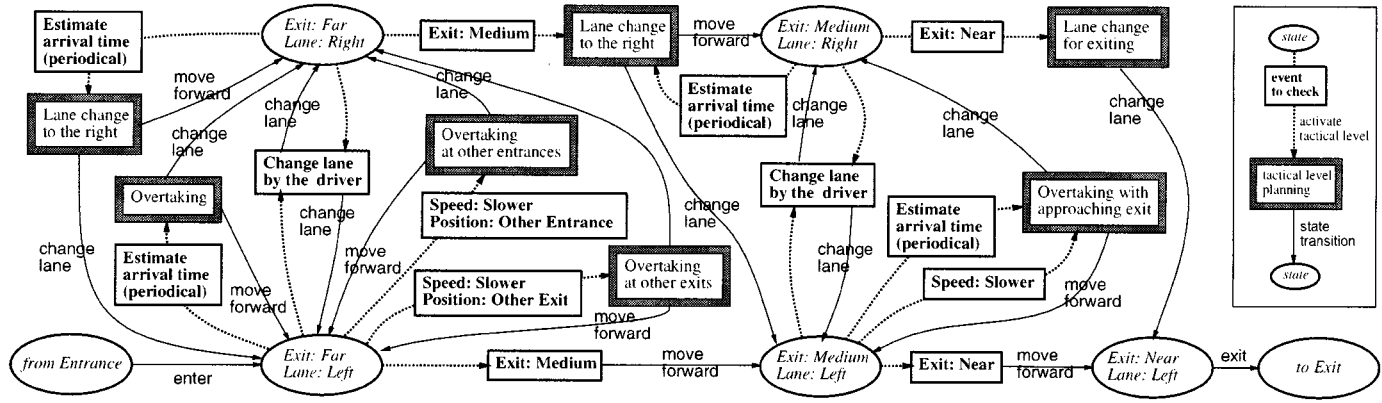 Estimate
arrival time
(periodical)
Exit: Far
Lane: Right
Exit: Medium
Lane change
to the right
move
forward
Exit: Medium
Lane: Right
Exit: Near
Lane change
for exiting
state
event
to check
activate
tactical level
tactical level
planning
state
transition
state
move
forward
Lane change
to the right
change
lane
change
lane
change
lane
Overtaking
at other entrances
Estimate
arrival time
(periodical)
change
lane
change
lane
change
lane
Overtaking
Change lane
by the driver
Speed: Slower
Position: Other Entrance
change
lane
Change lane
by the driver
Estimate
arrival time
(periodical)
Overtaking with
approaching exit
change
lane
Estimate
arrival time
(periodical)
change
lane
move
forward
move
forward
Speed: Slower
Position: Other Exit
Overtaking
at other exits
move
forward
change
lane
Speed: Slower
move
forward
from Entrance
enter
Exit: Far
Lane: Left
Exit: Medium
move
forward
Exit: Medium
Lane: Left
Exit: Near
move
forward
Exit: Near
Lane: Left
exit
to Exit